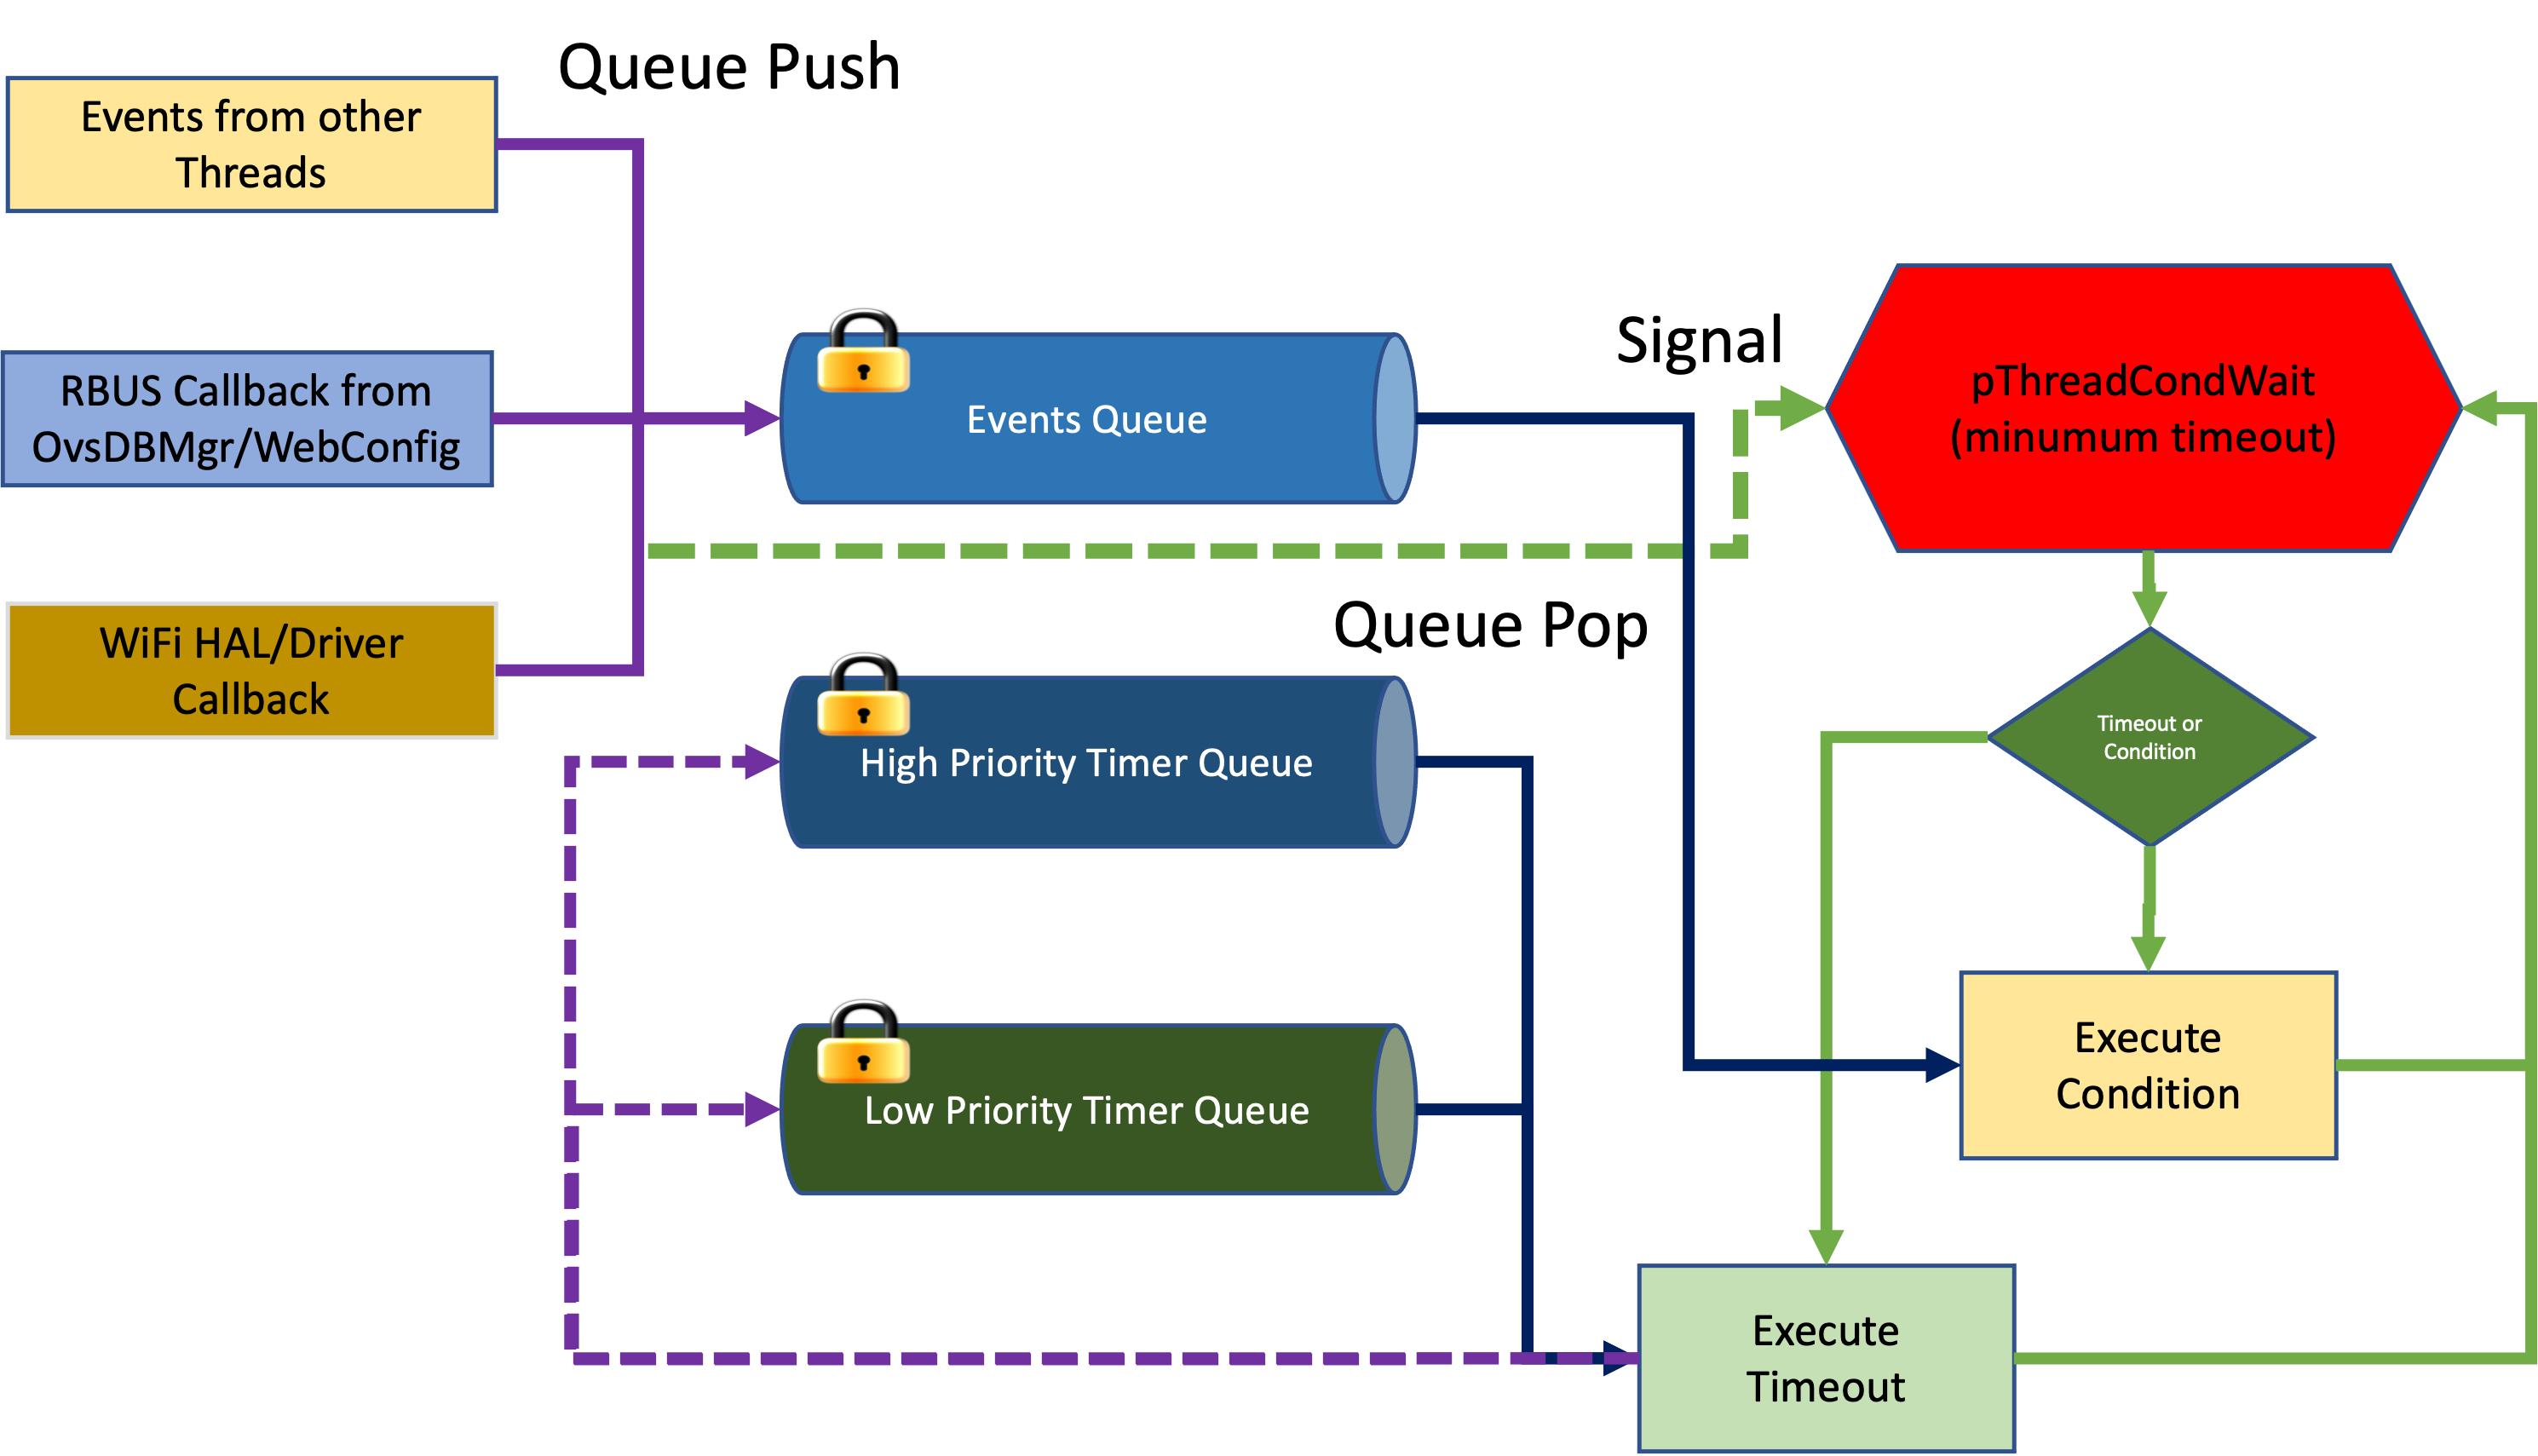 Queue Push
Events from other
Threads
RBUS Callback from
OvsDBMgr/WebConfig
WiFi HAL/Driver
Callback
Events Queue
Signal
pThreadCondWait
(minumum timeout)
Queue Pop
High Priority Timer Queue
Timeout or
Condition
Low Priority Timer Queue
Execute
Condition
Execute
Timeout